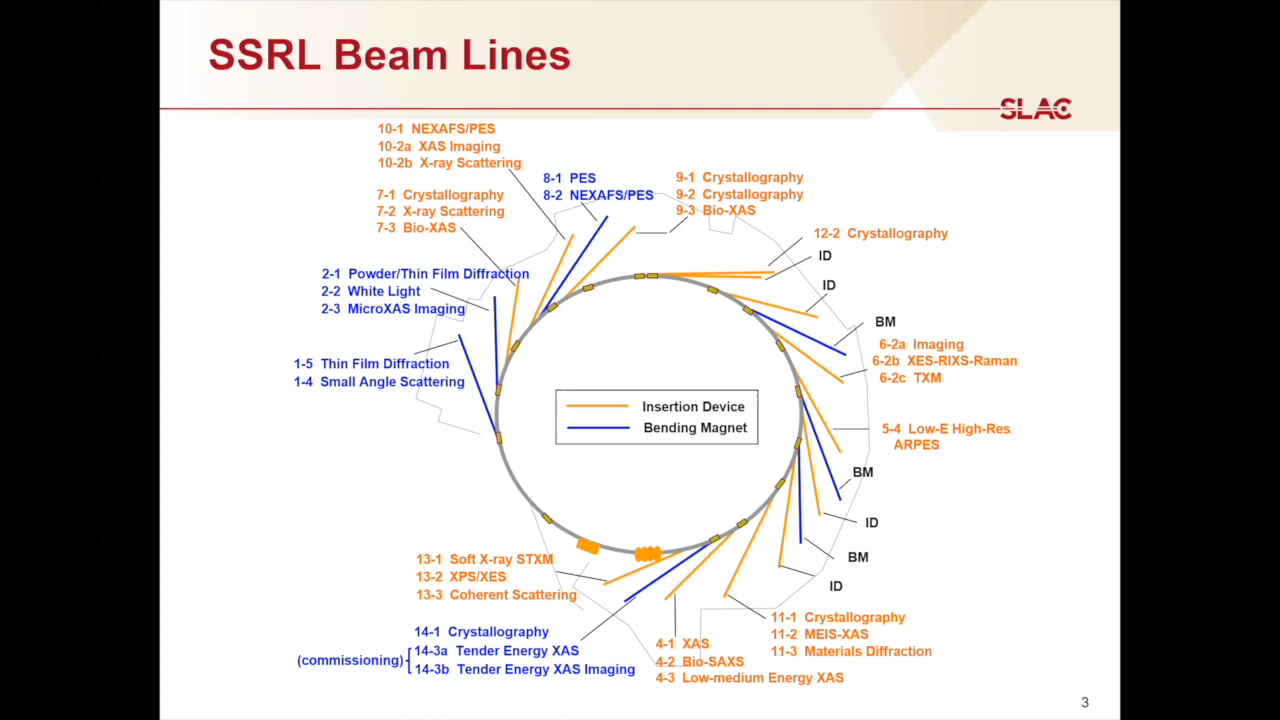 SSRL Beam Lines
SLAC
10-1 NEXAFS/PES
10-2a XAS Imaging
10-2b X-ray Scattering
8-1 PES
8-2 NEXAFS/PES
9-1 Crystallography
9-2 Crystallography
9-3 Bio-XAS
7-1 Crystallography
7-2 X-ray Scattering
7-3 Bio-XAS
12-2 Crystallography
ID
ID
2-1 Powder/Thin Film Diffraction
2-2 White Light
2-3 MicroXAS Imaging
BM
6-2a Imaging
6-2b XES-RIXS-Raman
6-2c TXM
1-5 Thin Film Diffraction
1-4 Small Angle Scattering
Insertion Device
Bending Magnet
5-4 Low-E High-Res
ARPES
BM
ID
BM
ID
13-1 Soft X-ray STXM
13-2 XPS/XES
13-3 Coherent Scattering
14-1 Crystallography
(commissioning)
14-3a Tender Energy XAS
14-3b Tender Energy XAS Imaging
4-1 XAS
4-2 Bio-SAXS
4-3 Low-medium Energy XAS
11-1 Crystallography
11-2 MEIS-XAS
11-3 Materials Diffraction
3